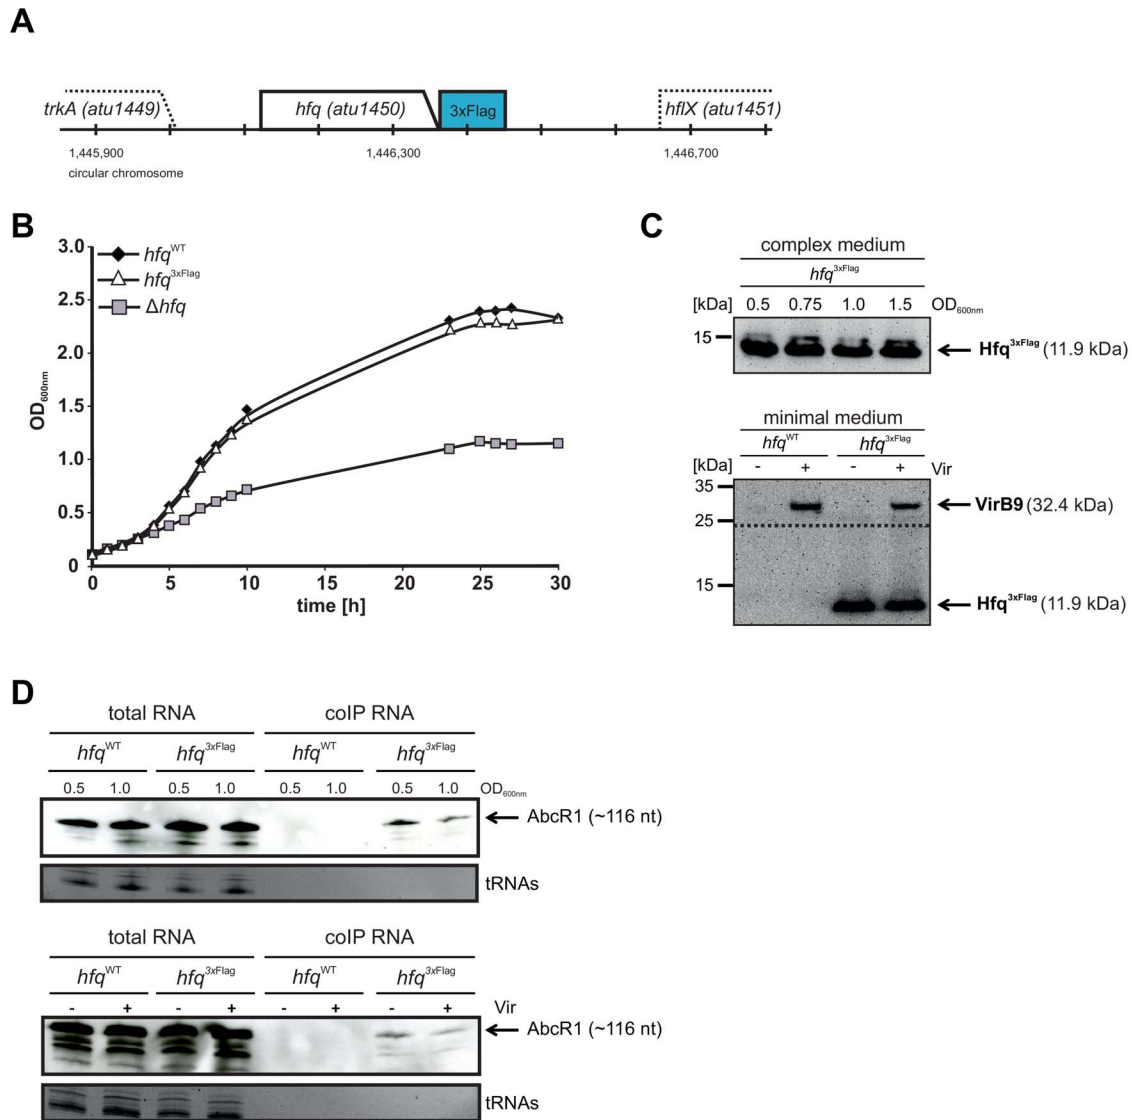 A
trkA (atu1449)
hfq (atu1450)
3xFlag
hflX (atu1451)
1,445,900
1,446,300
1,446,700
circular chromosome
B
3.0
2.5
2.0
1.5
1.0
0.5
0
OD600nm
hfqWT
hfq3xFlag
Δhfq
0 5 10 15 20 25 30
time [h]
C
complex medium
hfq3xFlag
[kDa] 0.5 0.75 1.0 1.5 OD600nm
15
Hfq3xFlag (11.9 kDa)
minimal medium
hfqWT hfq3xFlag
[kDa] - + - + Vir
35
VirB9 (32.4 kDa)
25
15
Hfq3xFlag (11.9 kDa)
D
total RNA coIP RNA
hfqWT hfq3xFlag hfqWT hfq3xFlag
0.5 1.0 0.5 1.0 0.5 1.0 0.5 1.0 OD600nm
AbcR1 (~116 nt)
tRNAs
total RNA coIP RNA
hfqWT hfq3xFlag hfqWT hfq3xFlag
- + - + - + - + Vir
AbcR1 (~116 nt)
tRNAs